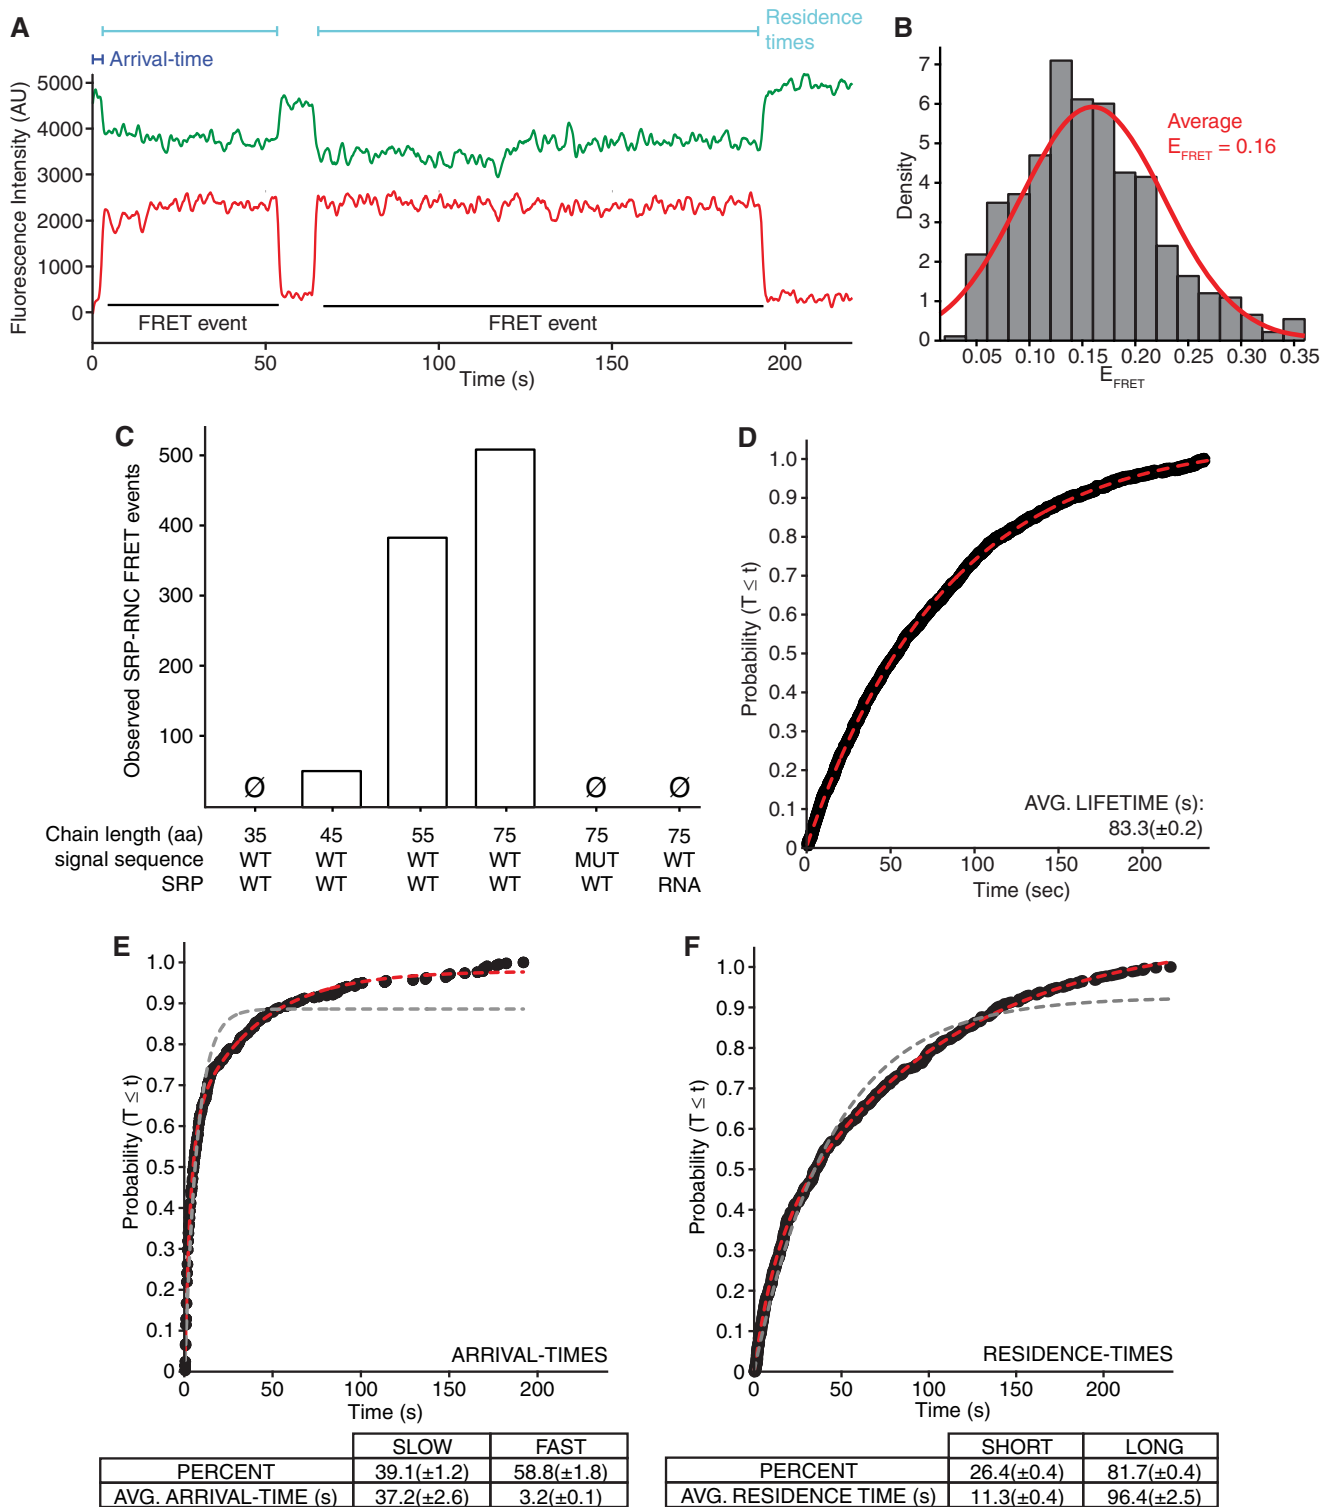 A
Residence
times
Arrival-time
Fluorescence Intensity (AU)
5000
4000
3000
2000
1000
0
FRET event
FRET event
0
50
100
150
200
Time (s)
B
Density
7
6
5
4
3
2
1
0
Average
E_FRET = 0.16
0.05
0.10
0.15
0.20
0.25
0.30
0.35
E_FRET
C
Observed SRP-RNC FRET events
500
400
300
200
100
Ø
Ø
Ø
Chain length (aa) 35 45 55 75 75 75
signal sequence WT WT WT WT MUT WT
SRP WT WT WT WT WT RNA
D
Probability (T ≤ t)
1.0
0.9
0.8
0.7
0.6
0.5
0.4
0.3
0.2
0.1
0
AVG. LIFETIME (s):
83.3(±0.2)
0
50
100
150
200
Time (sec)
E
Probability (T ≤ t)
1.0
0.9
0.8
0.7
0.6
0.5
0.4
0.3
0.2
0.1
0
ARRIVAL-TIMES
0
50
100
150
200
Time (s)
SLOW FAST
PERCENT 39.1(±1.2) 58.8(±1.8)
AVG. ARRIVAL-TIME (s) 37.2(±2.6) 3.2(±0.1)
F
Probability (T ≤ t)
1.0
0.9
0.8
0.7
0.6
0.5
0.4
0.3
0.2
0.1
0
RESIDENCE-TIMES
0
50
100
150
200
Time (s)
SHORT LONG
PERCENT 26.4(±0.4) 81.7(±0.4)
AVG. RESIDENCE TIME (s) 11.3(±0.4) 96.4(±2.5)